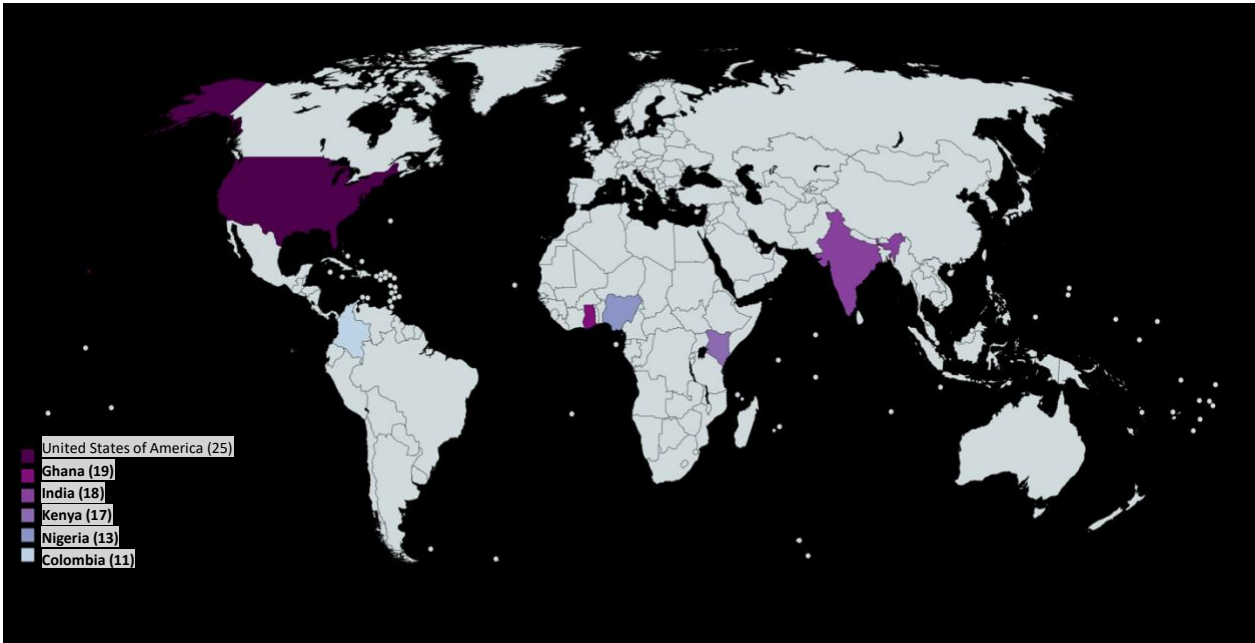 United States of America (25)
Ghana (19)
India (18)
Kenya (17)
Nigeria (13)
Colombia (11)